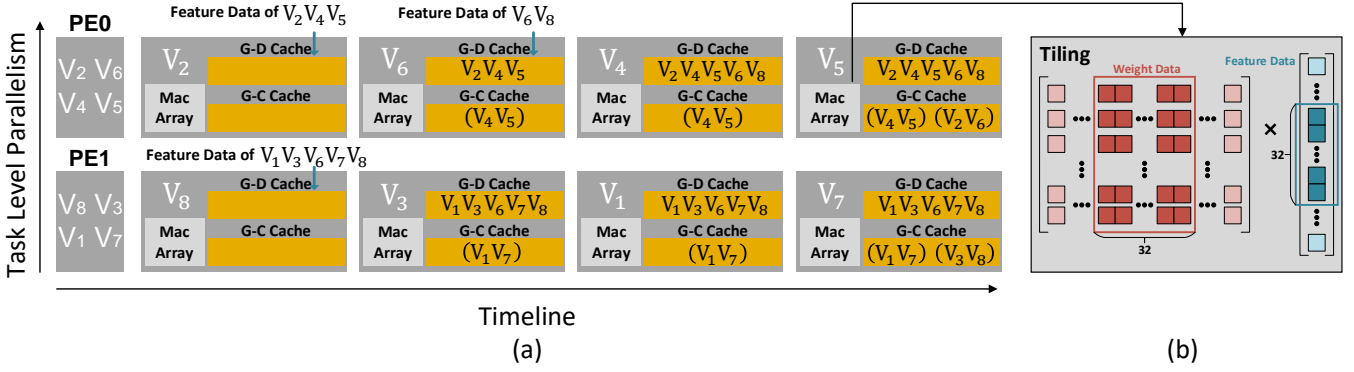 Task Level Parallelism
PE0
V₂ V₆
V₄ V₅
Feature Data of V₂V₄V₅
V₂
G-D Cache
Mac
Array
G-C Cache
Feature Data of V₆V₈
V₆
G-D Cache
V₂V₄V₅
Mac
Array
G-C Cache
(V₄V₅)
V₄
G-D Cache
V₂V₄V₅V₆V₈
Mac
Array
G-C Cache
(V₄V₅)
V₅
G-D Cache
V₂V₄V₅V₆V₈
Mac
Array
G-C Cache
(V₄V₅) (V₂V₆)
PE1
V₈ V₃
V₁ V₇
Feature Data of V₁V₃V₆V₇V₈
V₈
G-D Cache
Mac
Array
G-C Cache
V₃
G-D Cache
V₁V₃V₆V₇V₈
Mac
Array
G-C Cache
(V₁V₇)
V₁
G-D Cache
V₁V₃V₆V₇V₈
Mac
Array
G-C Cache
(V₁V₇)
V₇
G-D Cache
V₁V₃V₆V₇V₈
Mac
Array
G-C Cache
(V₁V₇) (V₃V₈)
Timeline
(a)
Tiling
Weight Data
Feature Data
×
32
32
(b)